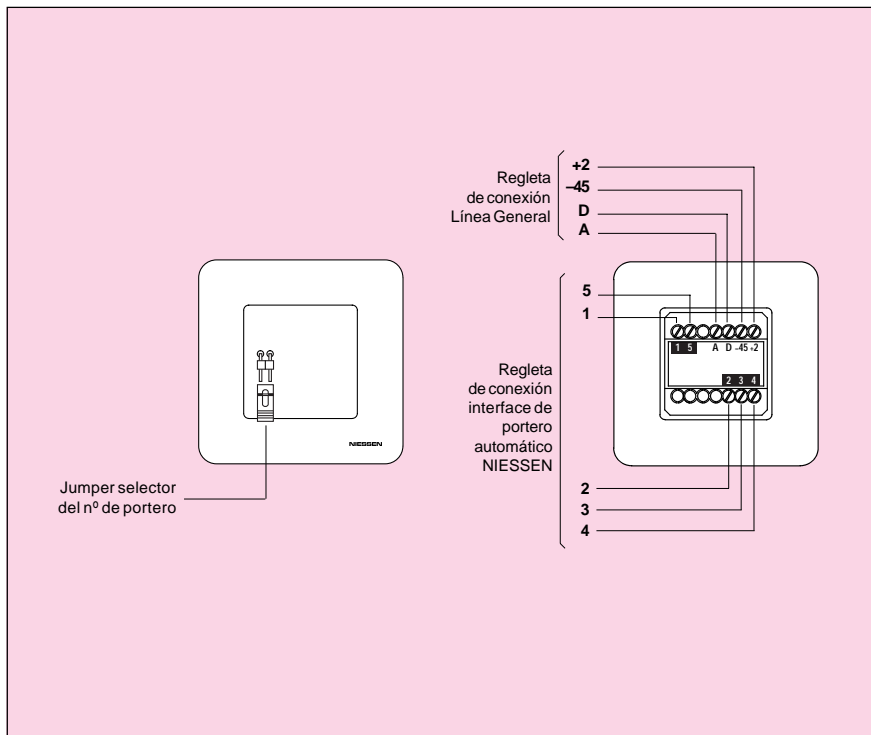 Regleta
de conexión
Línea General
+2
–45
D
A
5
1
1 5 A D -45 +2
2 3 4
Regleta
de conexión
interface de
portero
automático
NIESSEN
2
3
4
NIESSEN
Jumper selector
del nº de portero